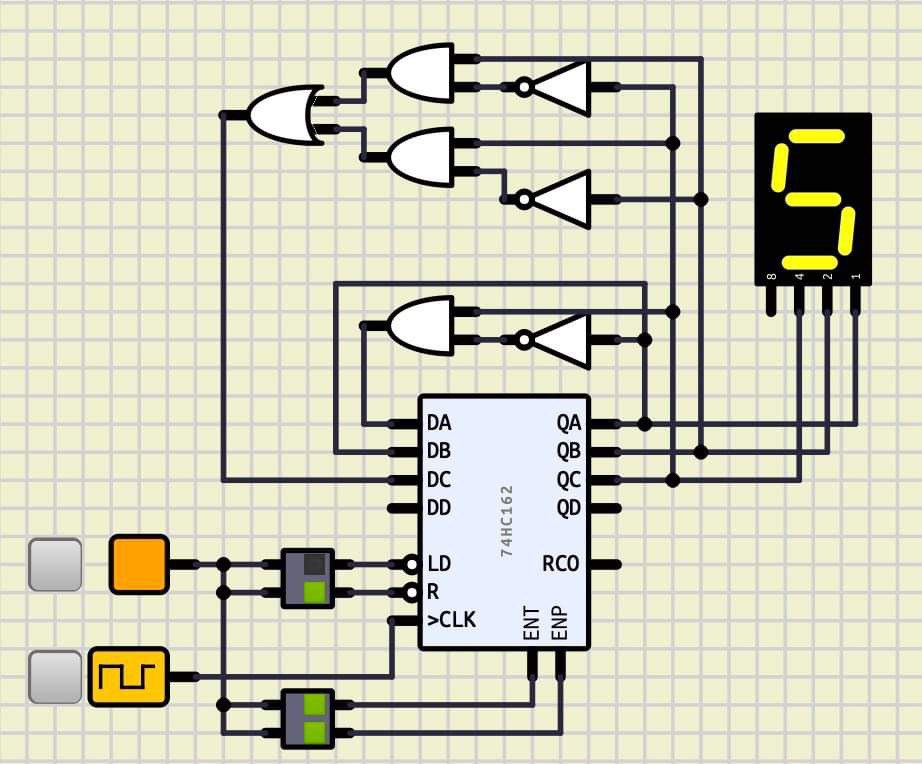 8 4 2 1
DA QA
DB QB
DC QC
DD QD
74HC162
LD RCO
R
>CLK
ENT ENP